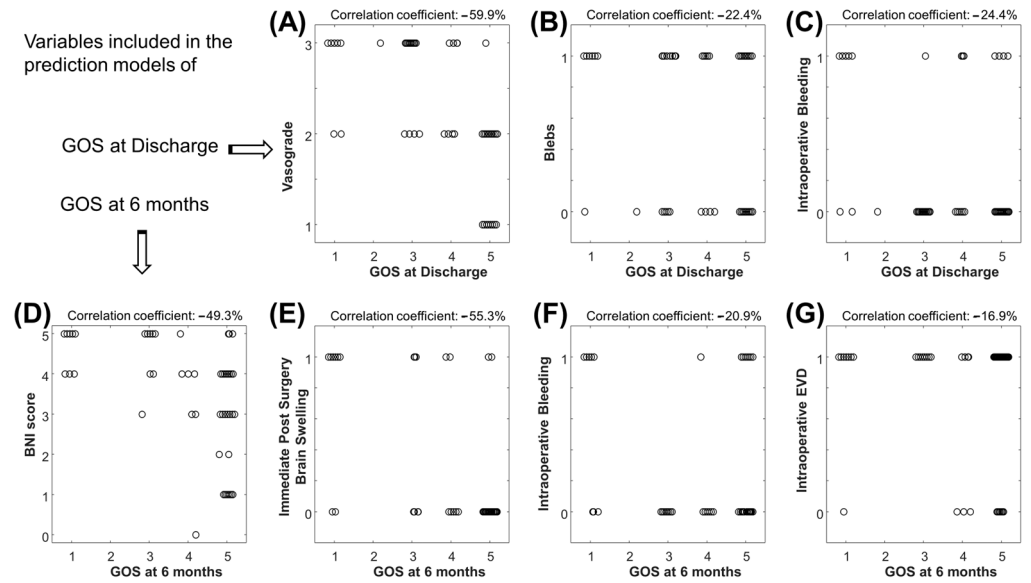 Variables included in the
prediction models of
GOS at Discharge
GOS at 6 months
(A)
Correlation coefficient: −59.9%
Vasograde
3
2
1
1 2 3 4 5
GOS at Discharge
(B)
Correlation coefficient: −22.4%
Blebs
1
0
1 2 3 4 5
GOS at Discharge
(C)
Correlation coefficient: −24.4%
Intraoperative Bleeding
1
0
1 2 3 4 5
GOS at Discharge
(D)
Correlation coefficient: −49.3%
BNI score
5
4
3
2
1
0
1 2 3 4 5
GOS at 6 months
(E)
Correlation coefficient: −55.3%
Immediate Post Surgery
Brain Swelling
1
0
1 2 3 4 5
GOS at 6 months
(F)
Correlation coefficient: −20.9%
Intraoperative Bleeding
1
0
1 2 3 4 5
GOS at 6 months
(G)
Correlation coefficient: −16.9%
Intraoperative EVD
1
0
1 2 3 4 5
GOS at 6 months